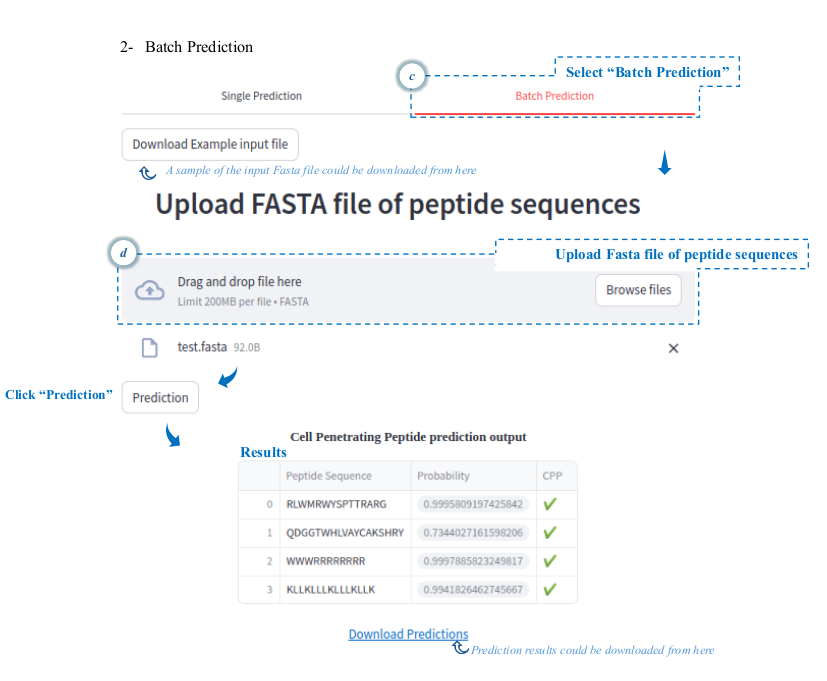 2- Batch Prediction
c
Select “Batch Prediction”
Single Prediction
Batch Prediction
Download Example input file
A sample of the input Fasta file could be downloaded from here
Upload FASTA file of peptide sequences
d
Upload Fasta file of peptide sequences
Drag and drop file here
Browse files
Limit 200MB per file • FASTA
test.fasta 92.0B
Click “Prediction”
Prediction
Cell Penetrating Peptide prediction output
Results
Peptide Sequence Probability CPP
0 RLWMRWYSPTTRARG 0.9995809197425842 ✔
1 QDGGTWHLVAYCAKSHRY 0.7344027161598206 ✔
2 WWWRRRRRRRR 0.9997885823249817 ✔
3 KLLKLLLKLLLKLLK 0.9941826462745667 ✔
Download Predictions
Prediction results could be downloaded from here